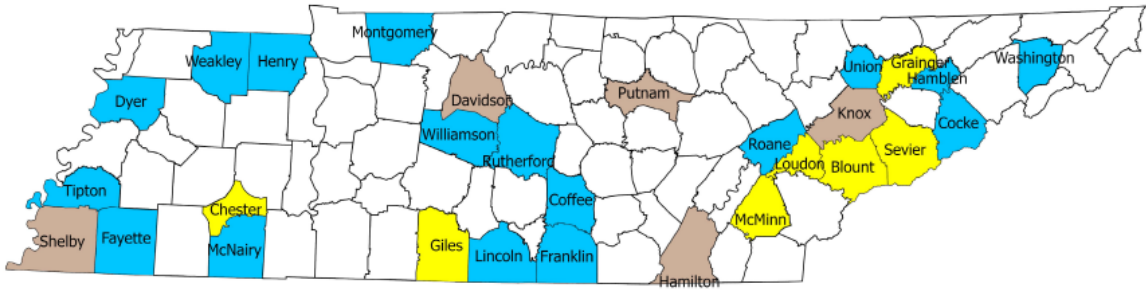 Montgomery
Weakley
Henry
Union
Grainger
Hamblen
Washington
Dyer
Davidson
Putnam
Knox
Cocke
Williamson
Rutherford
Roane
Loudon
Blount
Sevier
Tipton
Chester
Coffee
McMinn
Shelby
Fayette
McNairy
Giles
Lincoln
Franklin
Hamilton